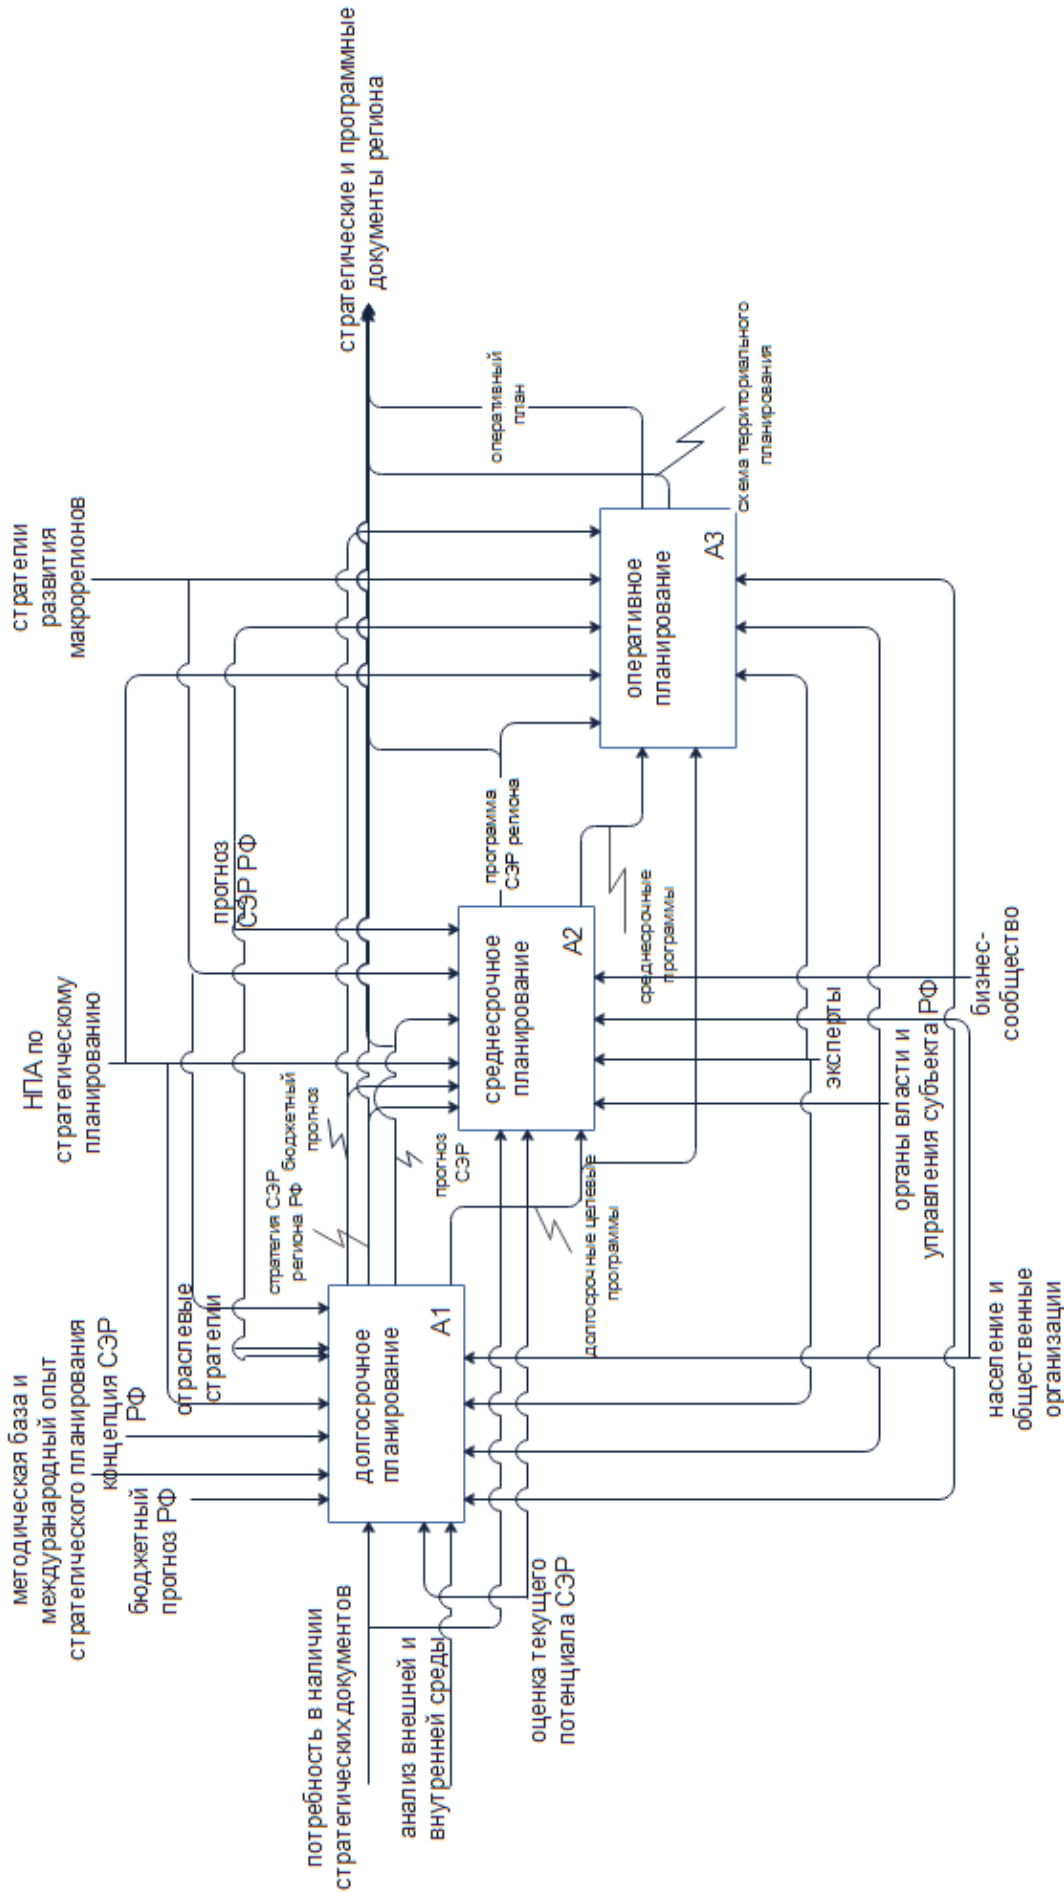 методическая база и
междуранародный опыт
стратегического планирования
концепция СЭР
РФ
бюджетный
прогноз РФ
отраслевые
стратегии
НПА по
стратегическому
планированию
прогноз
СЭР РФ
стратегии
развития
макрорегионов
потребность в наличии
стратегических документов
анализ внешней и
внутренней среды
оценка текущего
потенциала СЭР
долгосрочное
планирование
А1
стратегия СЭР
региона РФ
бюджетный
прогноз
прогноз
СЭР
долгосрочные целевые
программы
среднесрочное
планирование
А2
программа
СЭР региона
среднесрочные
программы
оперативное
планирование
А3
оперативный
план
схема территориального
планирования
стратегические и программные
документы региона
население и
общественные
организации
органы власти и
управления субъекта РФ
эксперты
бизнес-
сообщество